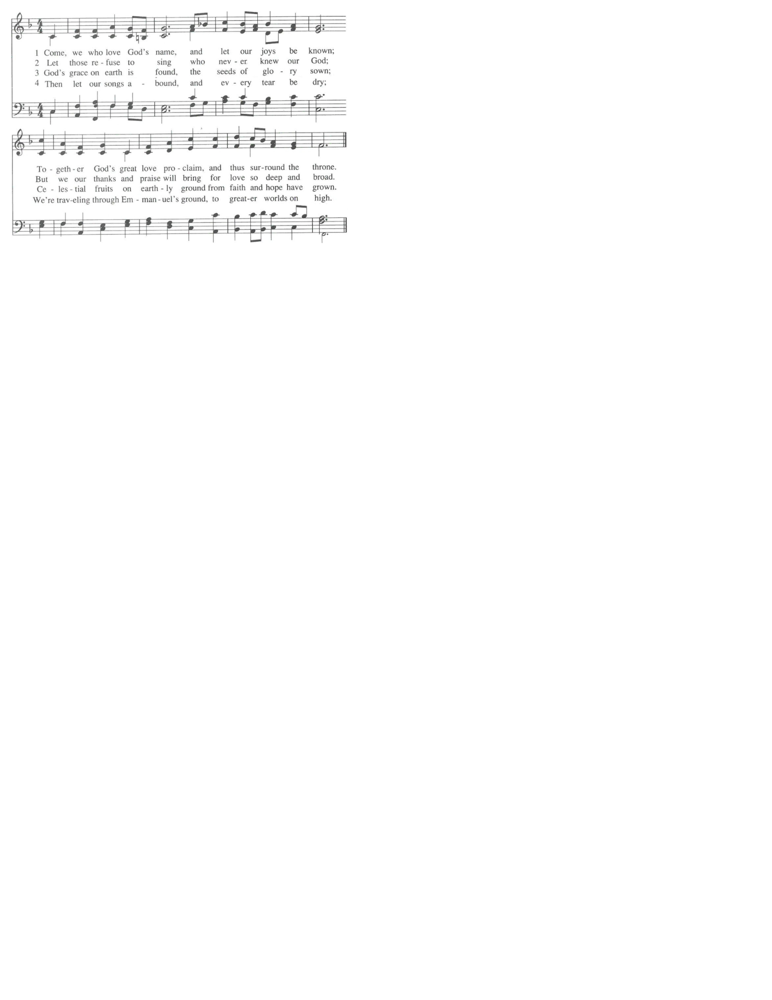 1 Come, we who love God's name, and let our joys be known;
2 Let those re - fuse to sing who nev - er knew our God;
3 God's grace on earth is found, the seeds of glo - ry sown;
4 Then let our songs a - bound, and ev - ery tear be dry;
To - geth - er God's great love pro - claim, and thus sur - round the throne.
But we our thanks and praise will bring for love so deep and broad.
Ce - les - tial fruits on earth - ly ground from faith and hope have grown.
We're trav - eling through Em - man - uel's ground, to great - er worlds on high.